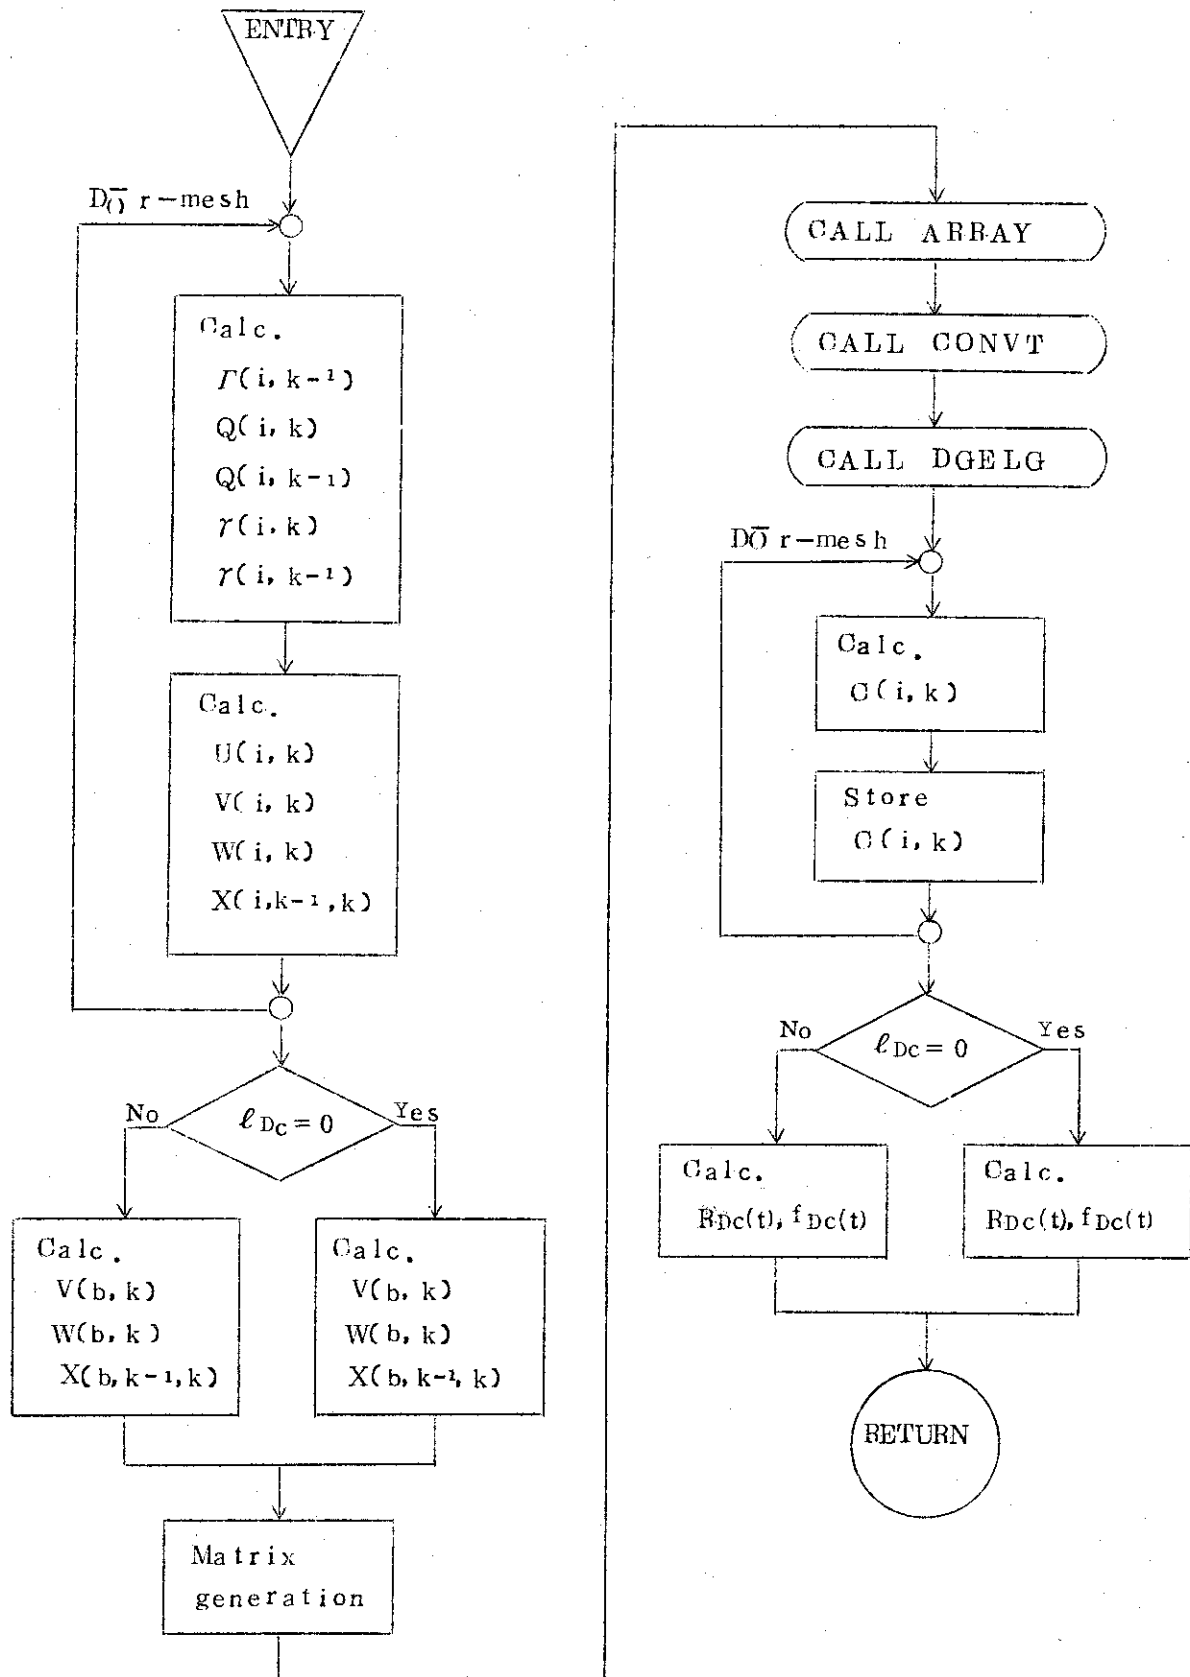 ENTRY
DO r-mesh
Calc.
Γ(i, k-1)
Q(i, k)
Q(i, k-1)
γ(i, k)
γ(i, k-1)
Calc.
U(i, k)
V(i, k)
W(i, k)
X(i, k-1, k)
ℓDc = 0
No
Yes
Calc.
V(b, k)
W(b, k)
X(b, k-1, k)
Calc.
V(b, k)
W(b, k)
X(b, k-1, k)
Matrix
generation
CALL ARRAY
CALL CONVT
CALL DGELG
DO r-mesh
Calc.
C(i, k)
Store
C(i, k)
ℓDc = 0
No
Yes
Calc.
RDc(t), fDc(t)
Calc.
RDc(t), fDc(t)
RETURN